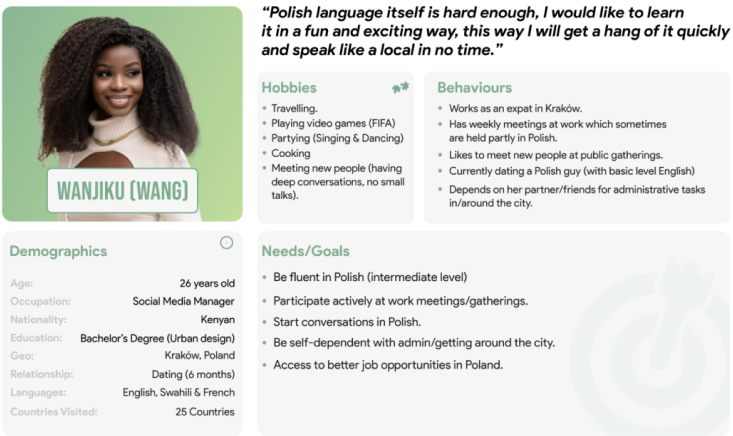 “Polish language itself is hard enough, I would like to learn
it in a fun and exciting way, this way I will get a hang of it quickly
and speak like a local in no time.”
WANJIKU (WANG)
Hobbies
• Travelling.
• Playing video games (FIFA)
• Partying (Singing & Dancing)
• Cooking
• Meeting new people (having
deep conversations, no small
talks).
Behaviours
• Works as an expat in Kraków.
• Has weekly meetings at work which sometimes
are held partly in Polish.
• Likes to meet new people at public gatherings.
• Currently dating a Polish guy (with basic level English)
• Depends on her partner/friends for administrative tasks
in/around the city.
Demographics
Age: 26 years old
Occupation: Social Media Manager
Nationality: Kenyan
Education: Bachelor’s Degree (Urban design)
Geo: Kraków, Poland
Relationship: Dating (6 months)
Languages: English, Swahili & French
Countries Visited: 25 Countries
Needs/Goals
• Be fluent in Polish (intermediate level)
• Participate actively at work meetings/gatherings.
• Start conversations in Polish.
• Be self-dependent with admin/getting around the city.
• Access to better job opportunities in Poland.